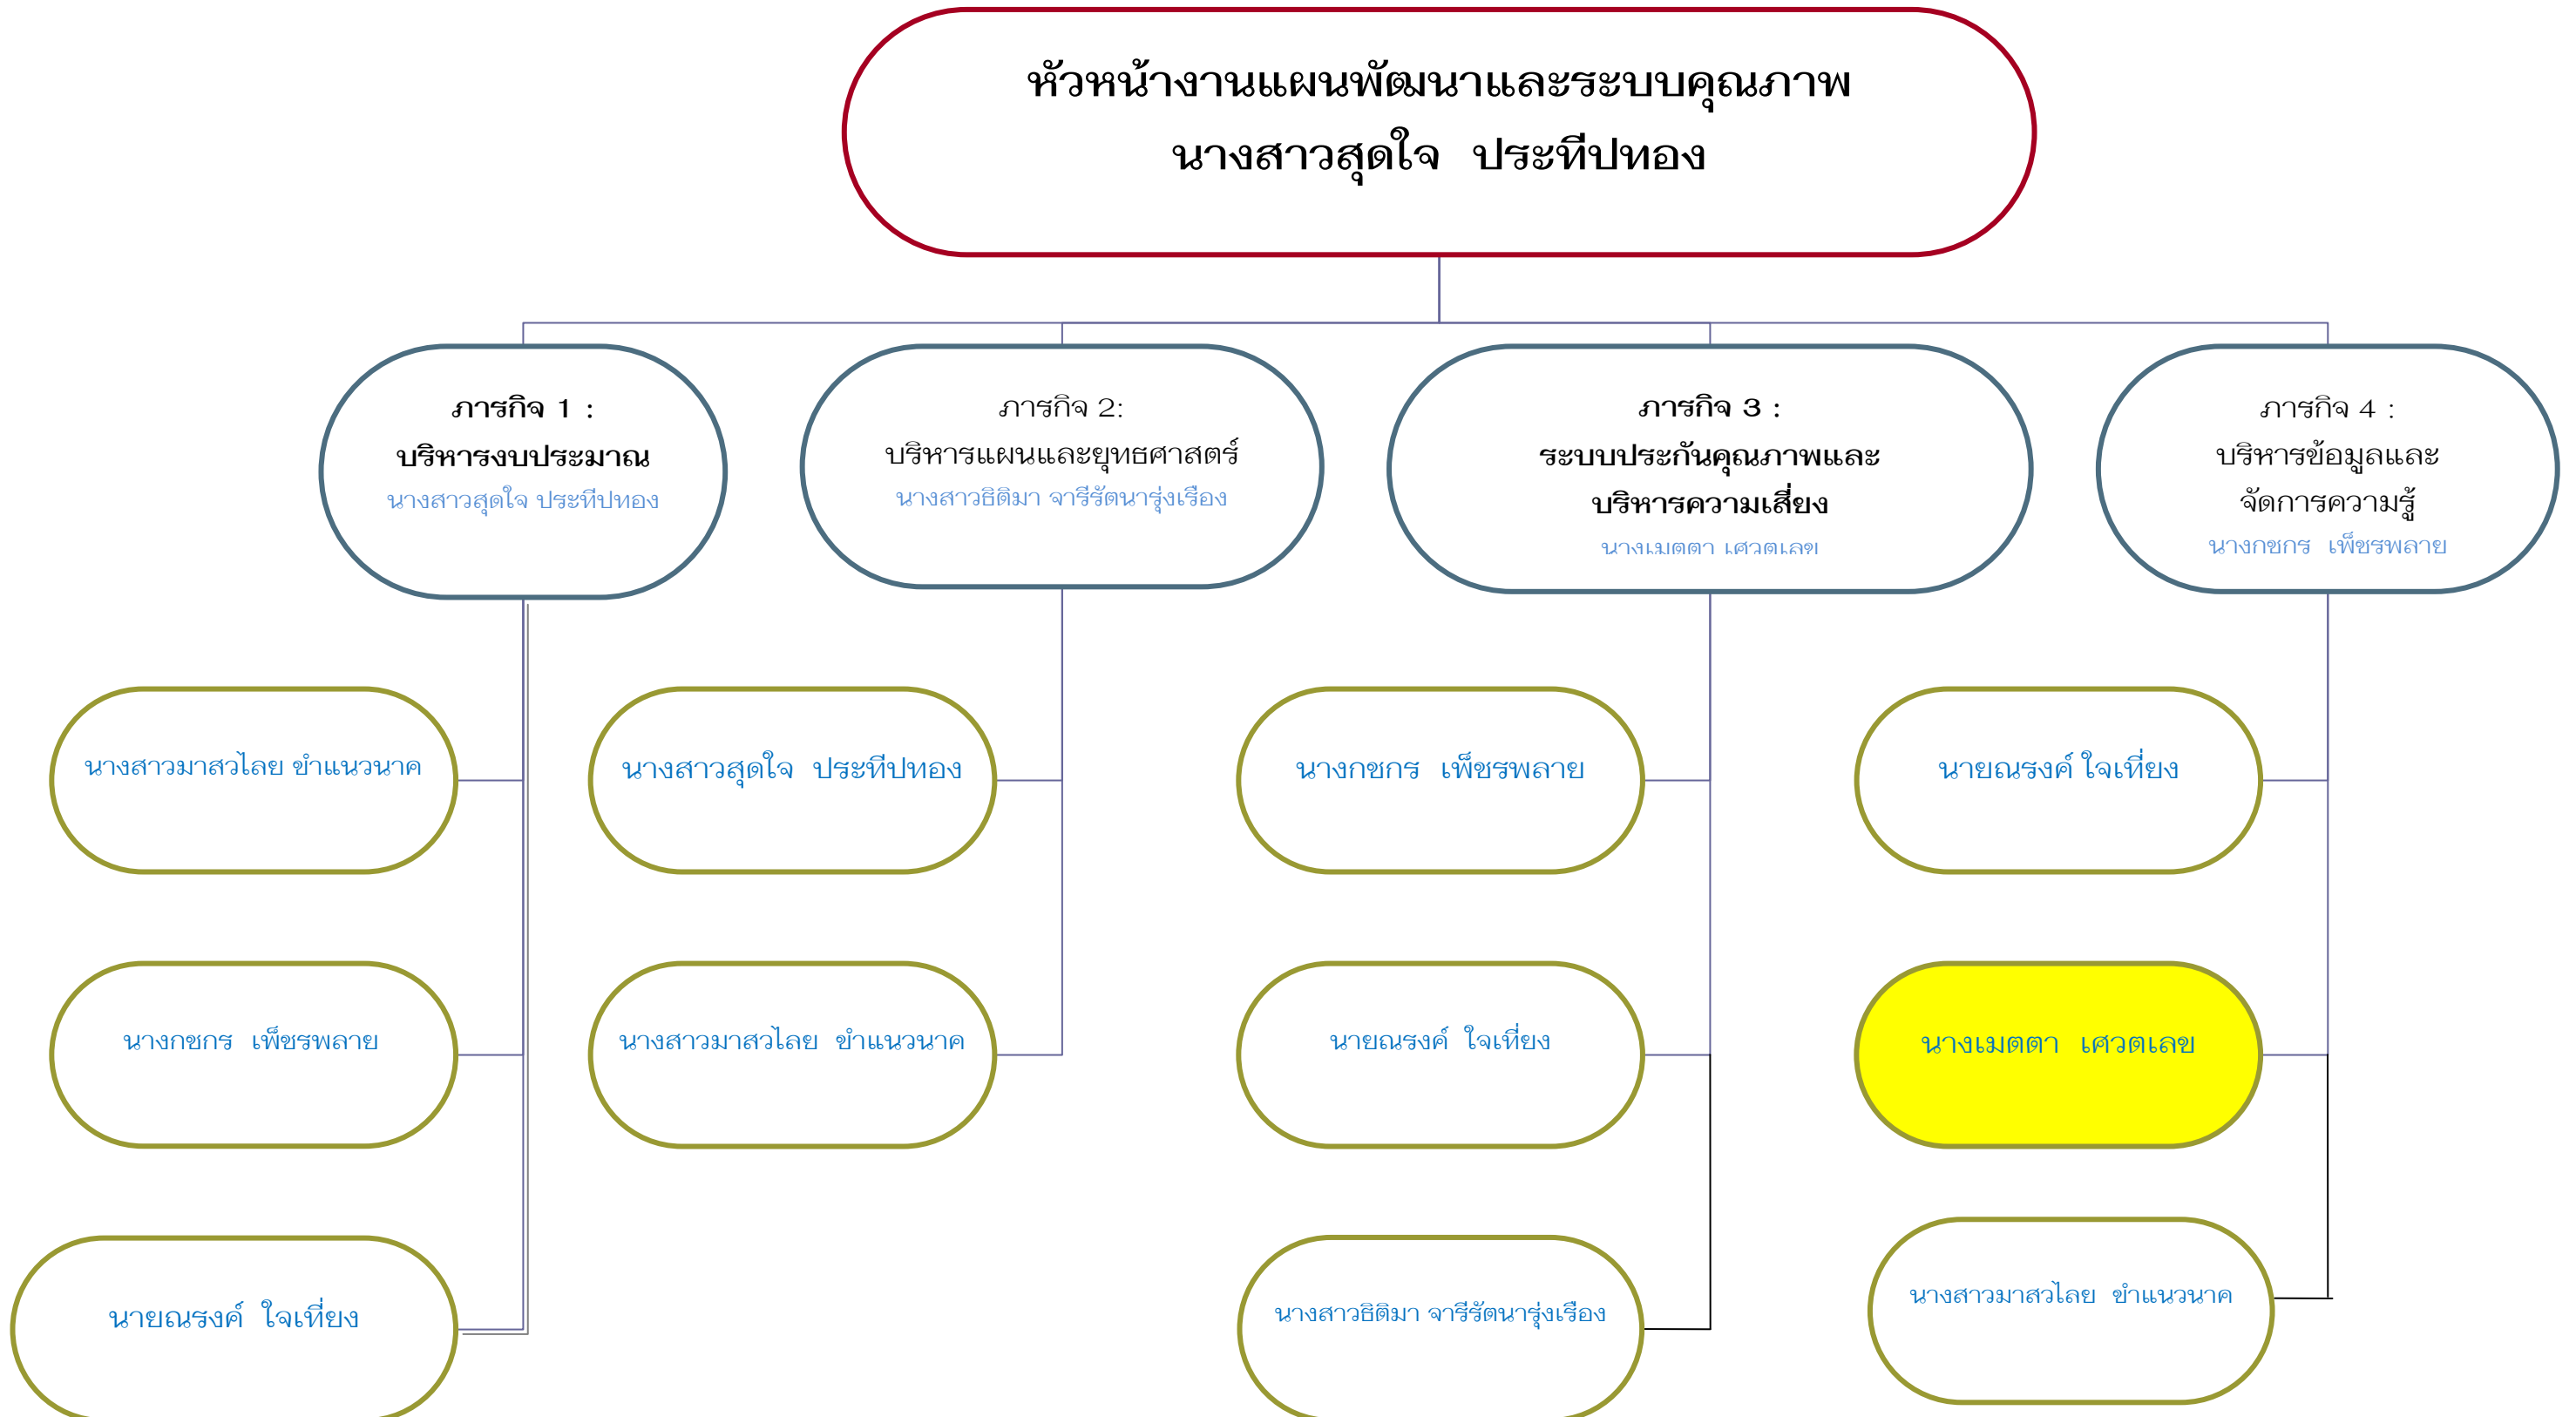 หัวหน้างานแผนพัฒนาและระบบคุณภาพ
นางสาวสุดใจ ประทีปทอง
ภารกิจ 1 :
บริหารงบประมาณ
นางสาวสุดใจ ประทีปทอง
ภารกิจ 2:
บริหารแผนและยุทธศาสตร์
นางสาวธิติมา จารีรัตนารุ่งเรือง
ภารกิจ 3 :
ระบบประกันคุณภาพและ
บริหารความเสี่ยง
นางเมตตา เศวตเลข
ภารกิจ 4 :
บริหารข้อมูลและ
จัดการความรู้
นางกชกร เพ็ชรพลาย
นางสาวมาสวไลย ขำแนวนาค
นางสาวสุดใจ ประทีปทอง
นางกชกร เพ็ชรพลาย
นายณรงค์ ใจเที่ยง
นางกชกร เพ็ชรพลาย
นางสาวมาสวไลย ขำแนวนาค
นายณรงค์ ใจเที่ยง
นางเมตตา เศวตเลข
นายณรงค์ ใจเที่ยง
นางสาวธิติมา จารีรัตนารุ่งเรือง
นางสาวมาสวไลย ขำแนวนาค